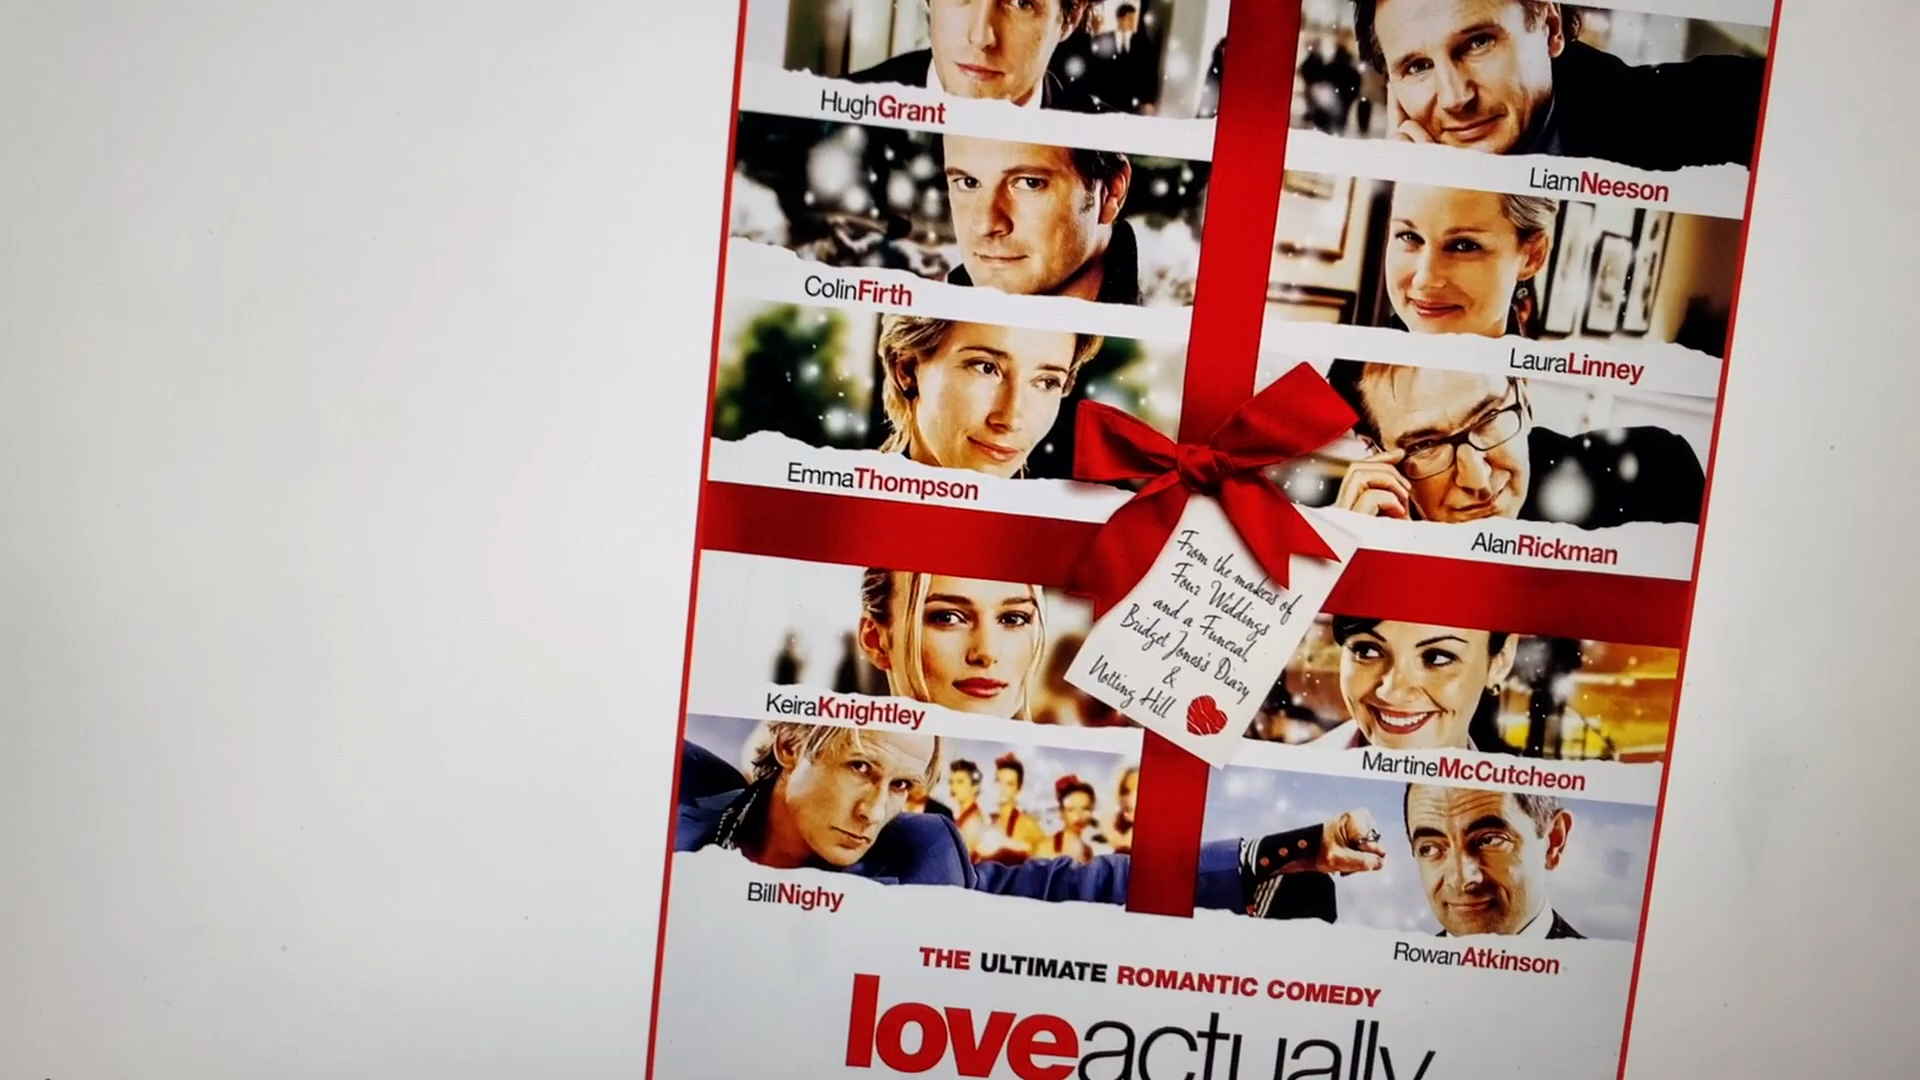 HughGrant
LiamNeeson
ColinFirth
LauraLinney
EmmaThompson
AlanRickman
From the makers of
Four Weddings
and a Funeral,
Bridget Jones's Diary
&
Notting Hill
KeiraKnightley
MartineMcCutcheon
BillNighy
RowanAtkinson
THE ULTIMATE ROMANTIC COMEDY
loveactually